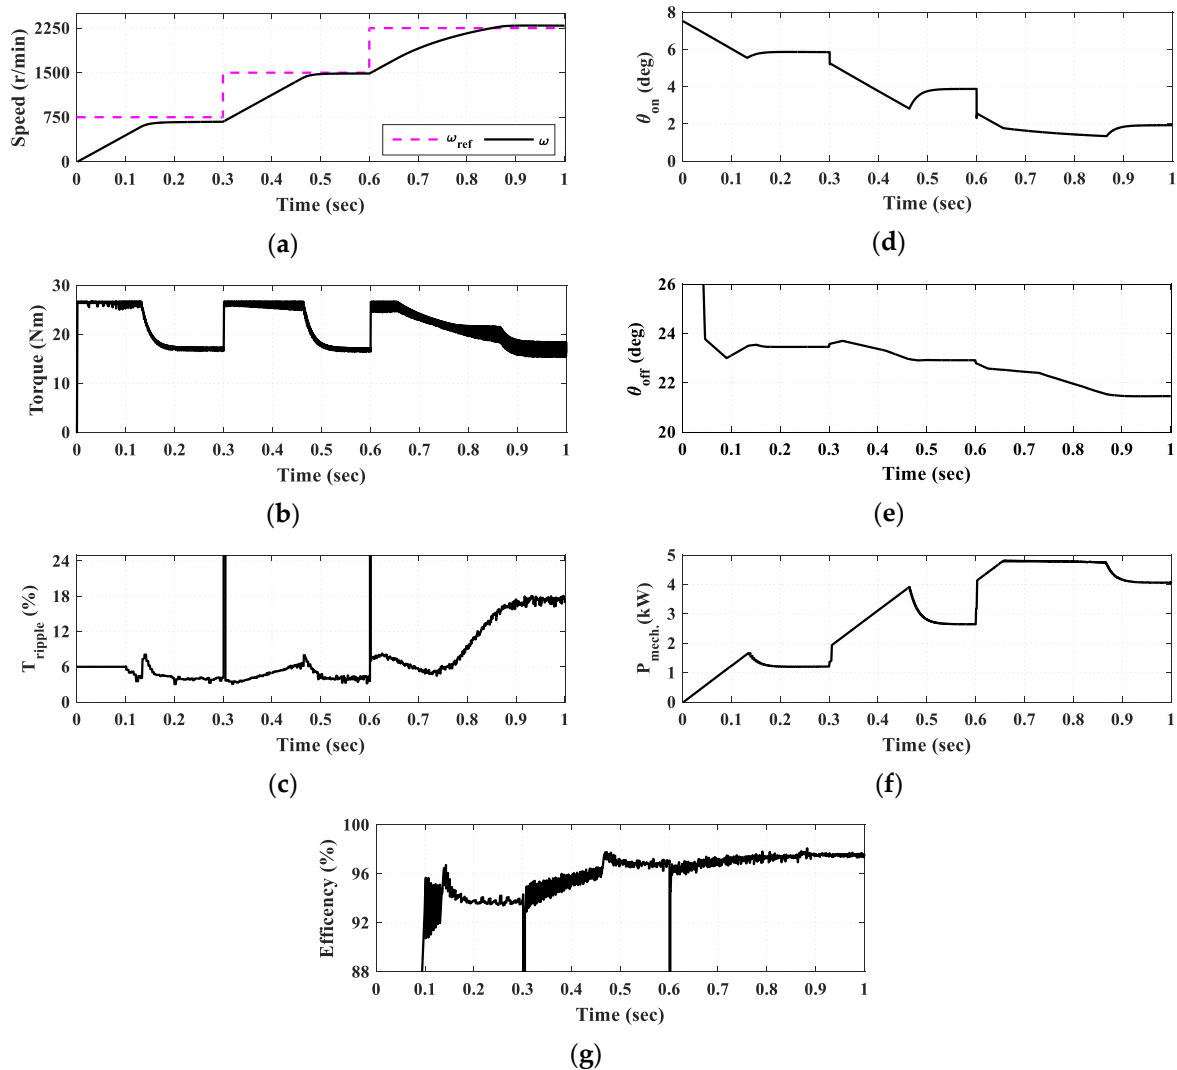 2250
1500
750
0
Speed (r/min)
ω_ref
ω
0 0.1 0.2 0.3 0.4 0.5 0.6 0.7 0.8 0.9 1
Time (sec)
(a)
8
6
4
2
0
θ_on (deg)
0 0.1 0.2 0.3 0.4 0.5 0.6 0.7 0.8 0.9 1
Time (sec)
(d)
30
20
10
0
Torque (Nm)
0 0.1 0.2 0.3 0.4 0.5 0.6 0.7 0.8 0.9 1
Time (sec)
(b)
26
24
22
20
θ_off (deg)
0 0.1 0.2 0.3 0.4 0.5 0.6 0.7 0.8 0.9 1
Time (sec)
(e)
24
18
12
6
0
T_ripple (%)
0 0.1 0.2 0.3 0.4 0.5 0.6 0.7 0.8 0.9 1
Time (sec)
(c)
5
4
3
2
1
0
P_mech. (kW)
0 0.1 0.2 0.3 0.4 0.5 0.6 0.7 0.8 0.9 1
Time (sec)
(f)
100
96
92
88
Efficency (%)
0 0.1 0.2 0.3 0.4 0.5 0.6 0.7 0.8 0.9 1
Time (sec)
(g)